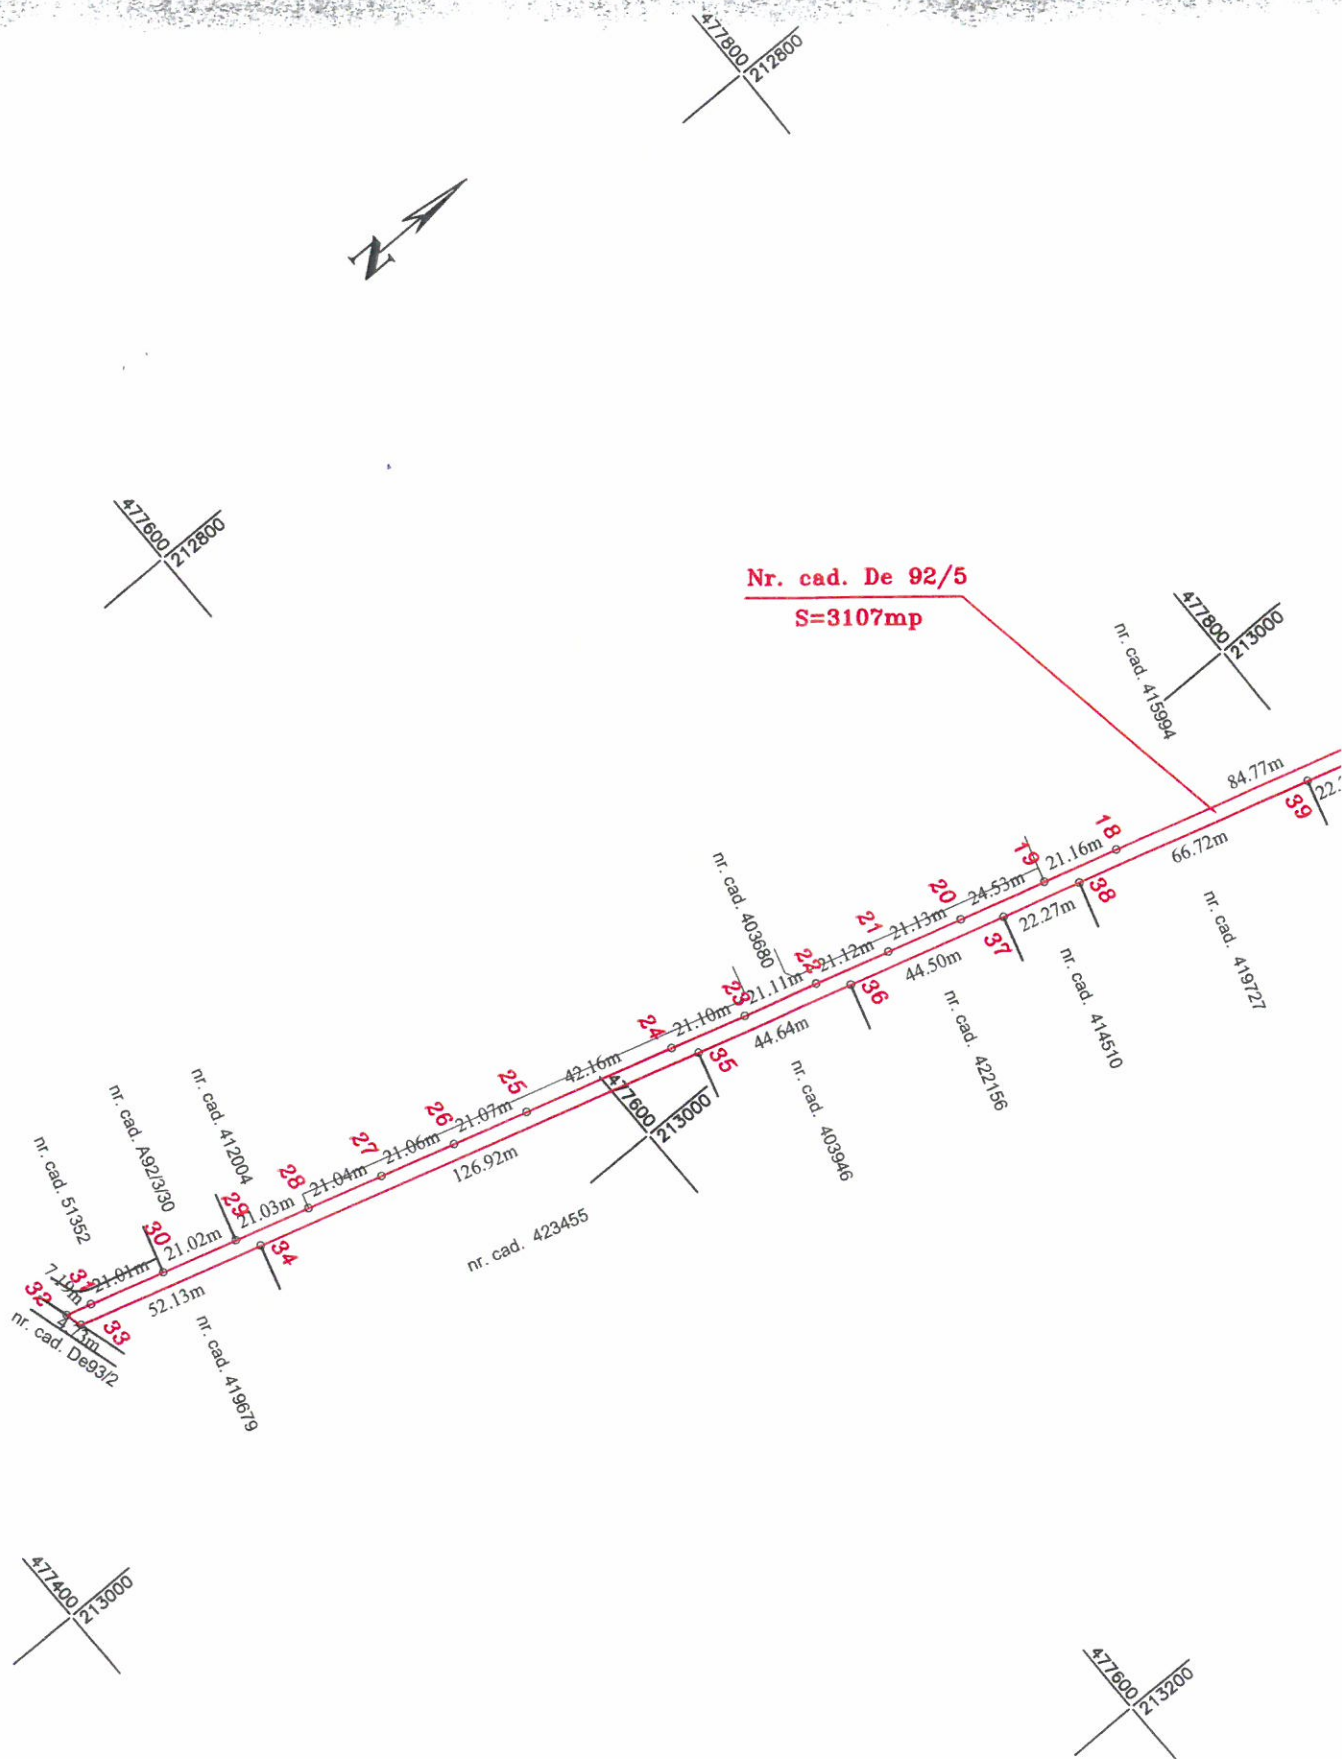 477800
212800
N
477600
212800
Nr. cad. De 92/5
S=3107mp
477800
213000
nr. cad. 415994
84.77m
39
18
66.72m
19
21.16m
38
20
24.53m
22.27m
37
nr. cad. 419727
21
21.13m
44.50m
nr. cad. 414510
nr. cad. 403680
22
21.12m
36
nr. cad. 422156
23
21.11m
44.64m
24
21.10m
35
nr. cad. 403946
25
42.16m
477600
213000
26
21.07m
27
21.06m
126.92m
nr. cad. 423455
28
21.04m
nr. cad. 412004
29
21.03m
34
nr. cad. A92/3/30
30
21.02m
52.13m
nr. cad. 419679
nr. cad. 51352
31
21.01m
7.19m
32
4.73m
33
nr. cad. De93/2
477400
213000
477600
213200